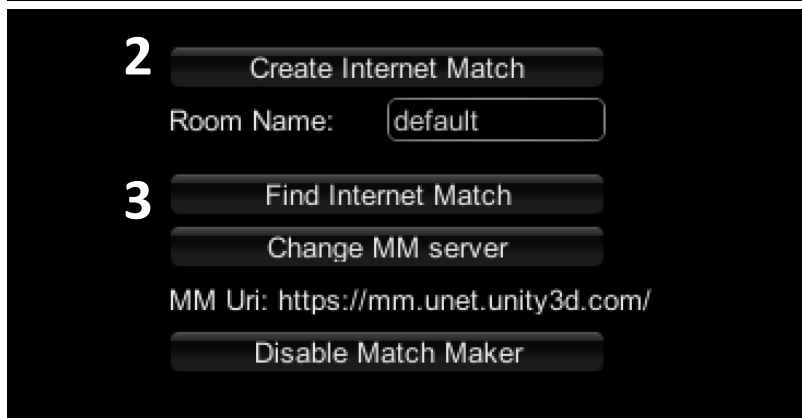 2 Create Internet Match
Room Name: default
3 Find Internet Match
Change MM server
MM Uri: https://mm.unet.unity3d.com/
Disable Match Maker